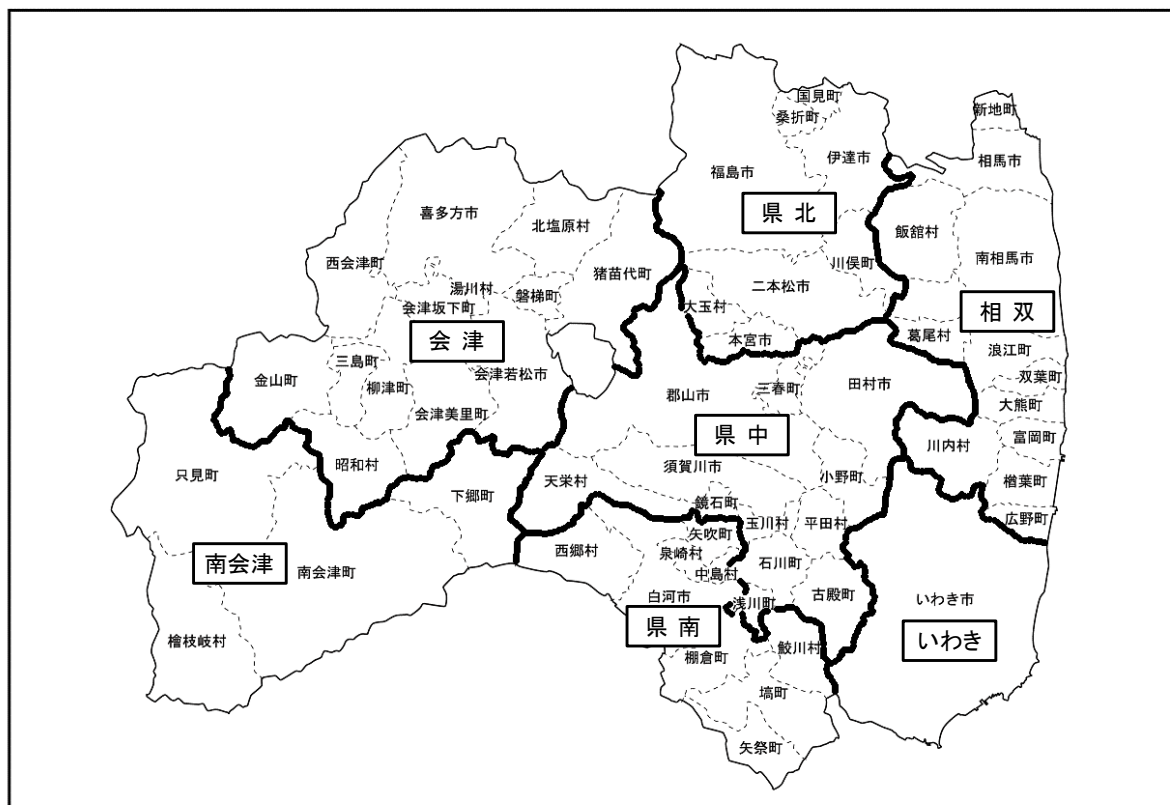 国見町
桑折町
新地町
伊達市
相馬市
福島市
県 北
喜多方市
北塩原村
飯舘村
西会津町
猪苗代町
川俣町
南相馬市
湯川村
磐梯町
二本松市
会津坂下町
大玉村
相 双
会 津
本宮市
葛尾村
浪江町
三島町
会津若松市
双葉町
金山町
柳津町
郡山市
三春町
田村市
大熊町
会津美里町
県 中
富岡町
川内村
昭和村
須賀川市
只見町
小野町
楢葉町
下郷町
天栄村
鏡石町
玉川村
平田村
広野町
矢吹町
西郷村
泉崎村
石川町
南会津
南会津町
中島村
白河市
浅川町
古殿町
いわき市
県 南
いわき
檜枝岐村
鮫川村
棚倉町
塙町
矢祭町